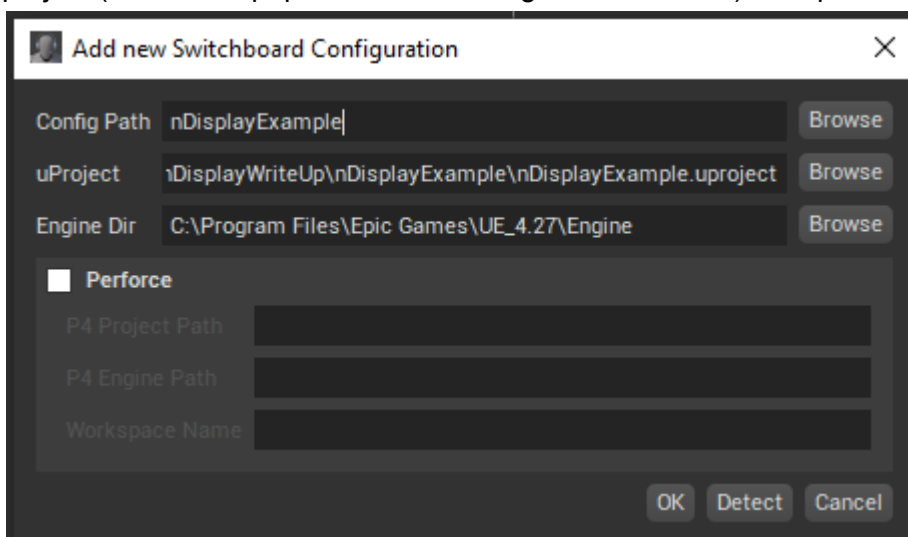 Add new Switchboard Configuration
Config Path nDisplayExample Browse
uProject DisplayWriteUp\nDisplayExample\nDisplayExample.uproject Browse
Engine Dir C:\Program Files\Epic Games\UE_4.27\Engine Browse
Perforce
P4 Project Path
P4 Engine Path
Workspace Name
OK Detect Cancel